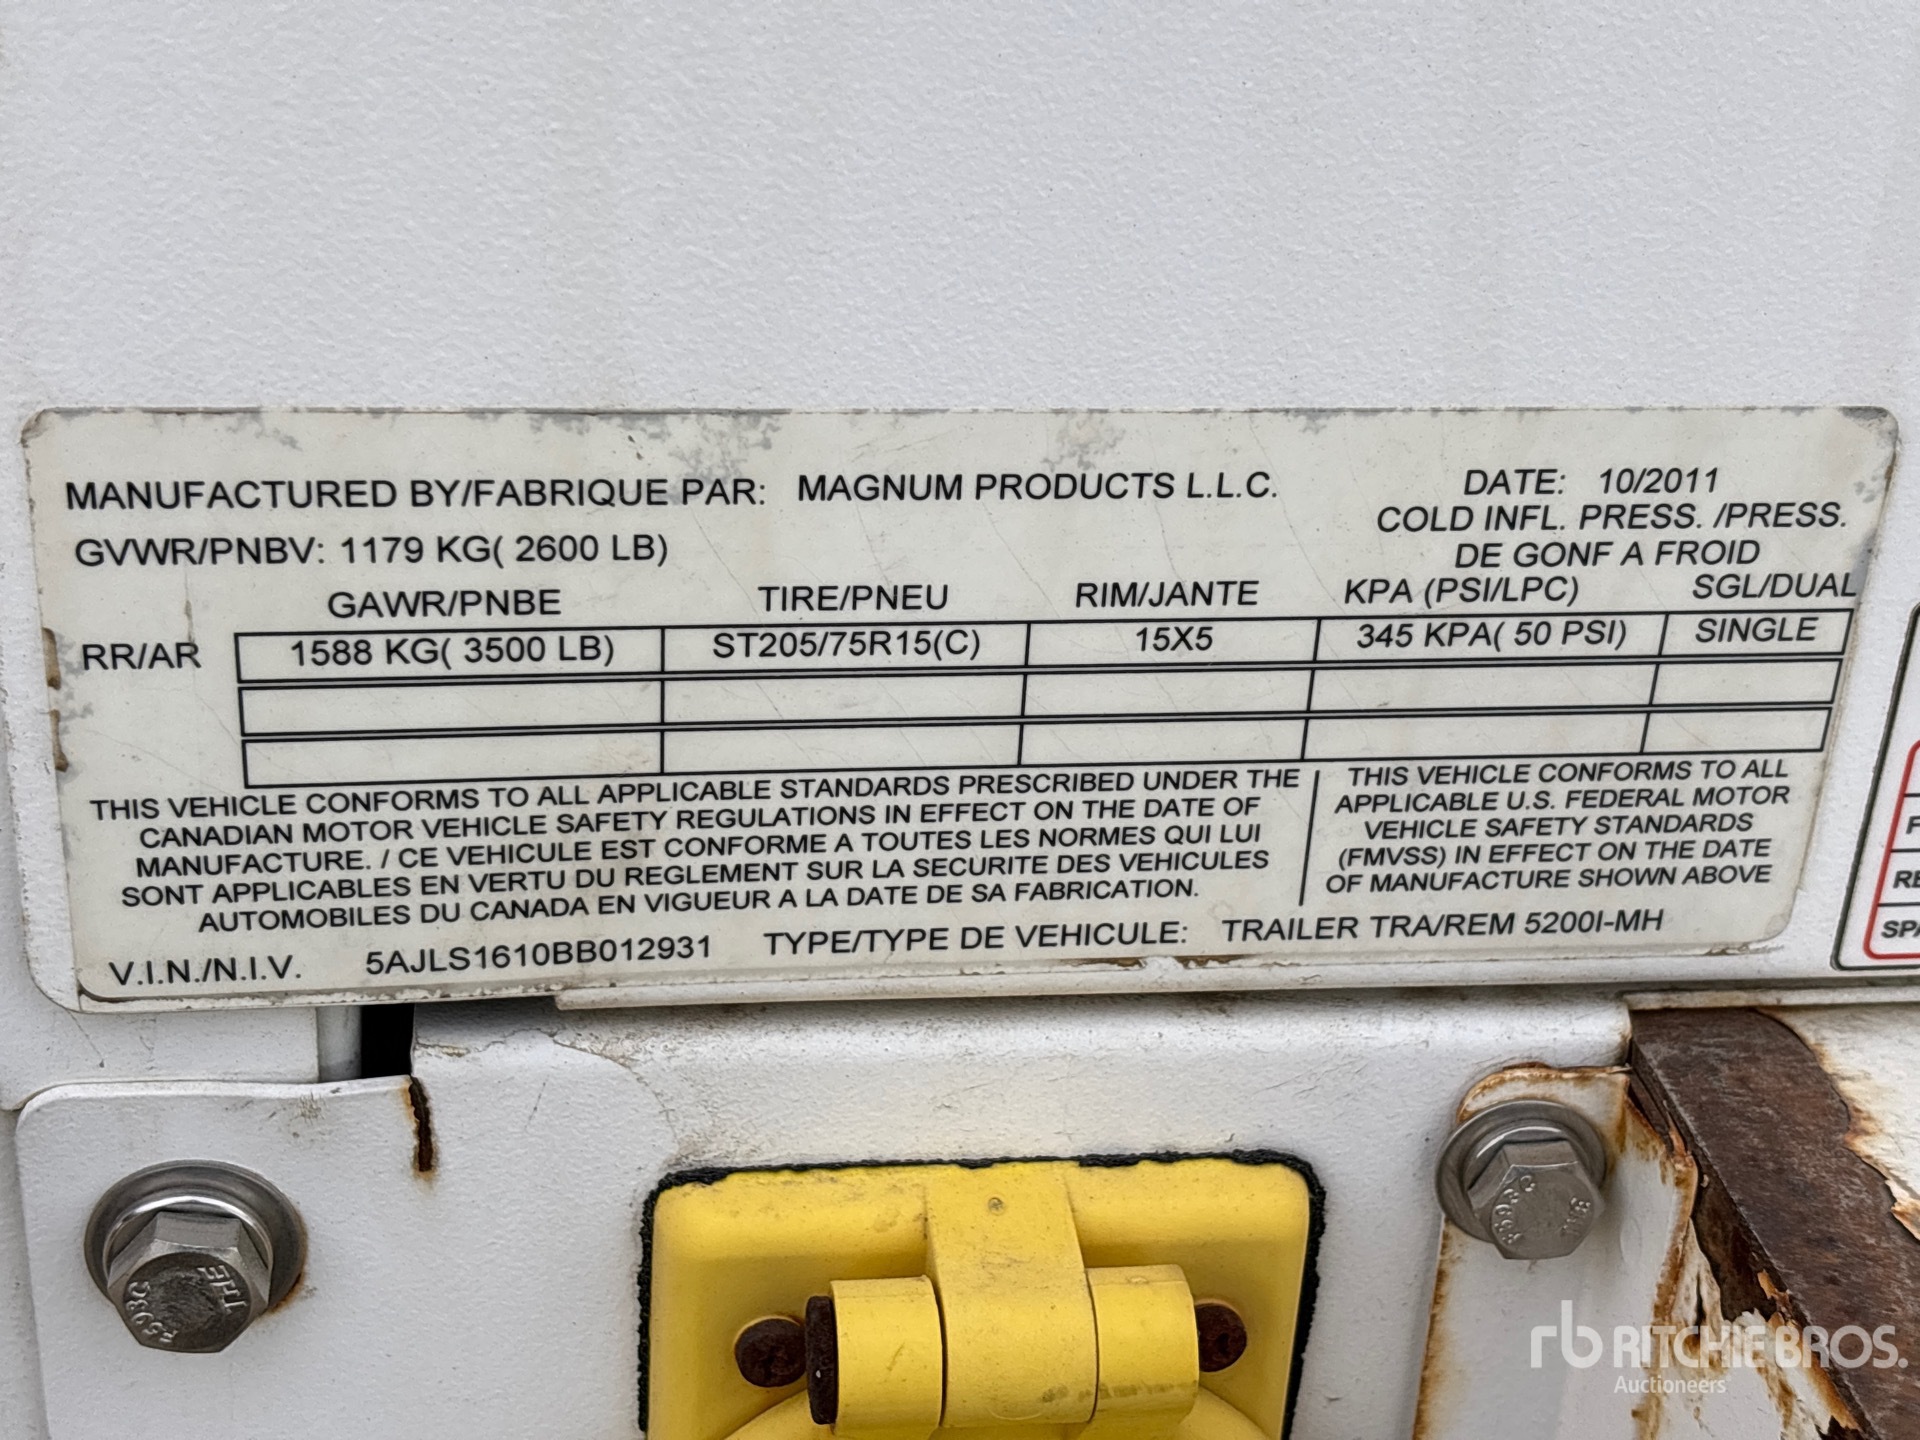 MANUFACTURED BY/FABRIQUE PAR: MAGNUM PRODUCTS L.L.C.
DATE: 10/2011
GVWR/PNBV: 1179 KG( 2600 LB)
COLD INFL. PRESS. /PRESS.
DE GONF A FROID
GAWR/PNBE TIRE/PNEU RIM/JANTE KPA (PSI/LPC) SGL/DUAL
RR/AR 1588 KG( 3500 LB) ST205/75R15(C) 15X5 345 KPA( 50 PSI) SINGLE
THIS VEHICLE CONFORMS TO ALL APPLICABLE STANDARDS PRESCRIBED UNDER THE
CANADIAN MOTOR VEHICLE SAFETY REGULATIONS IN EFFECT ON THE DATE OF
MANUFACTURE. / CE VEHICULE EST CONFORME A TOUTES LES NORMES QUI LUI
SONT APPLICABLES EN VERTU DU REGLEMENT SUR LA SECURITE DES VEHICULES
AUTOMOBILES DU CANADA EN VIGUEUR A LA DATE DE SA FABRICATION.
THIS VEHICLE CONFORMS TO ALL
APPLICABLE U.S. FEDERAL MOTOR
VEHICLE SAFETY STANDARDS
(FMVSS) IN EFFECT ON THE DATE
OF MANUFACTURE SHOWN ABOVE
V.I.N./N.I.V. 5AJLS1610BB012931 TYPE/TYPE DE VEHICULE: TRAILER TRA/REM 5200I-MH
F
RE
SPA
R593C THE
R593C THE
rb RITCHIE BROS.
Auctioneers